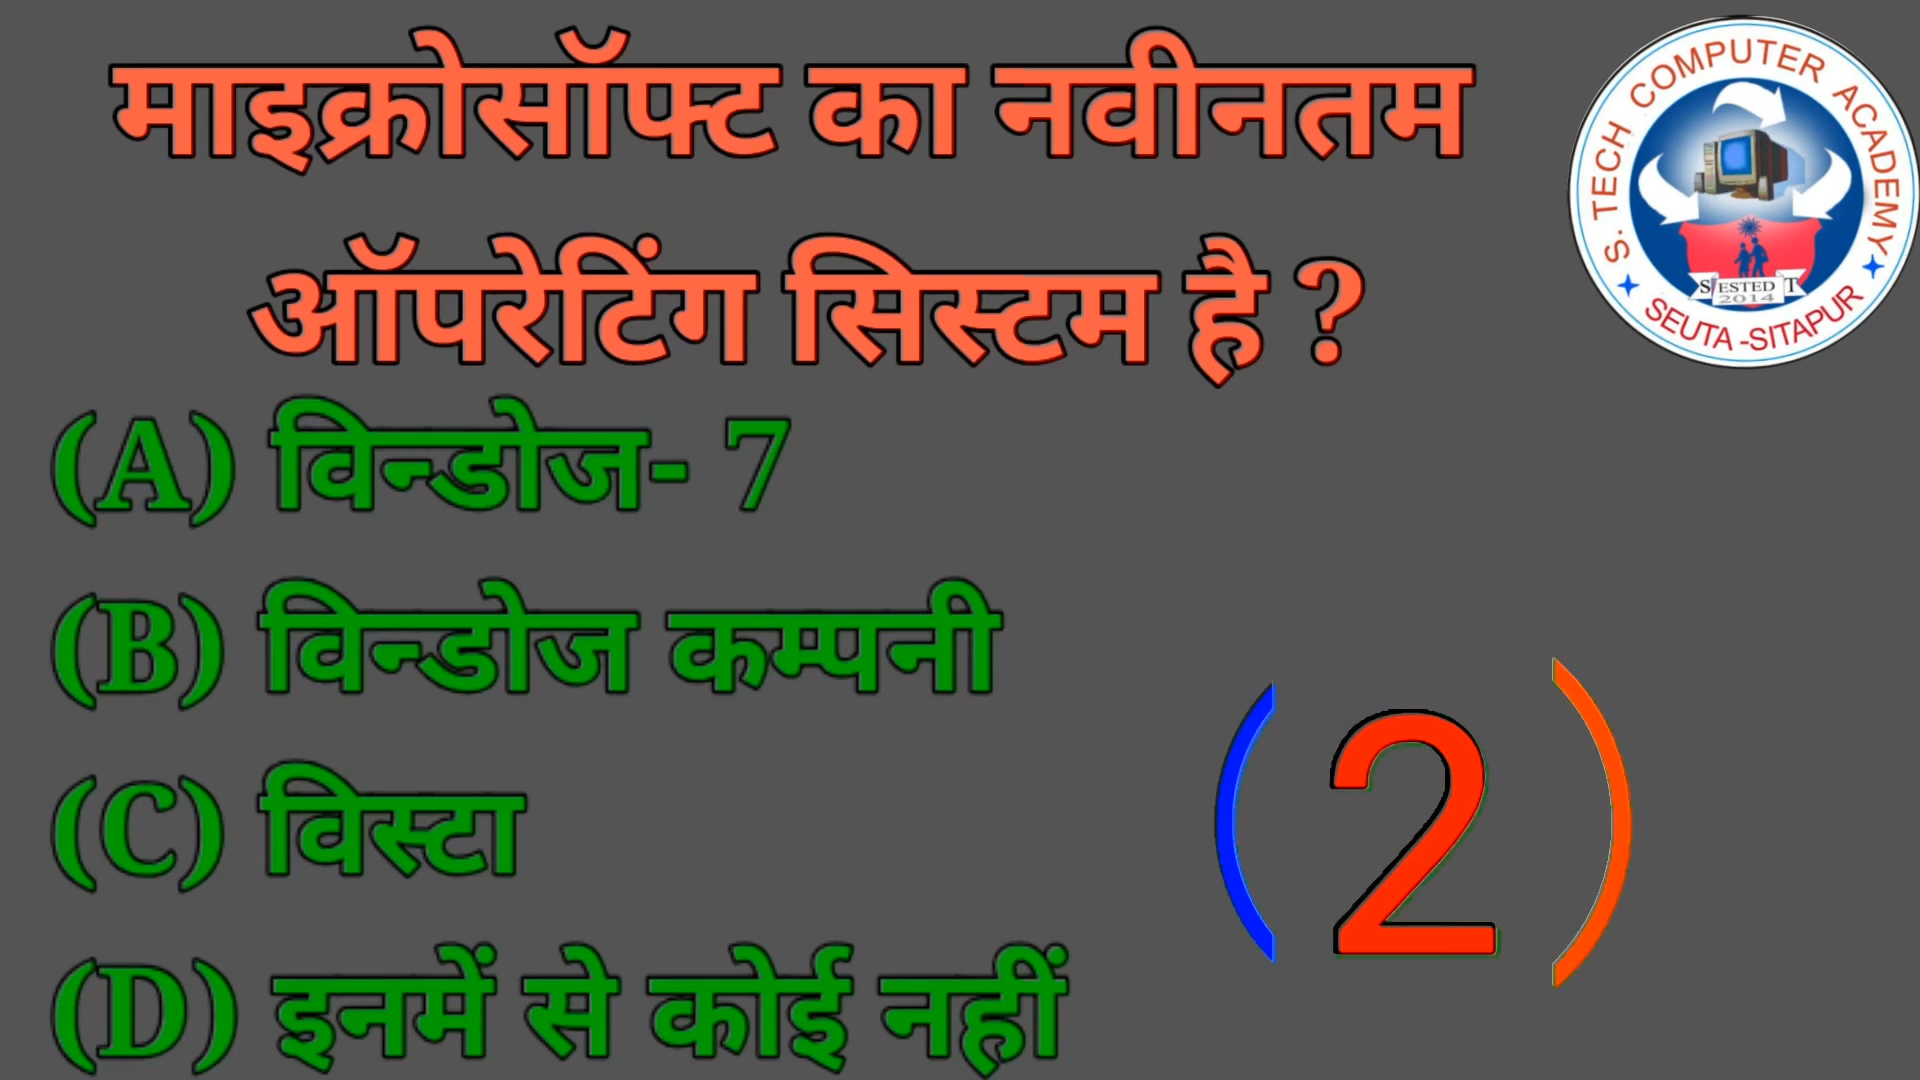 माइक्रोसॉफ्ट का नवीनतम
ऑपरेटिंग सिस्टम है ?
(A) विन्डोज- 7
(B) विन्डोज कम्पनी
(C) विस्टा
(D) इनमें से कोई नहीं
(2)
S. TECH COMPUTER ACADEMY
S ESTED T
2014
SEUTA -SITAPUR